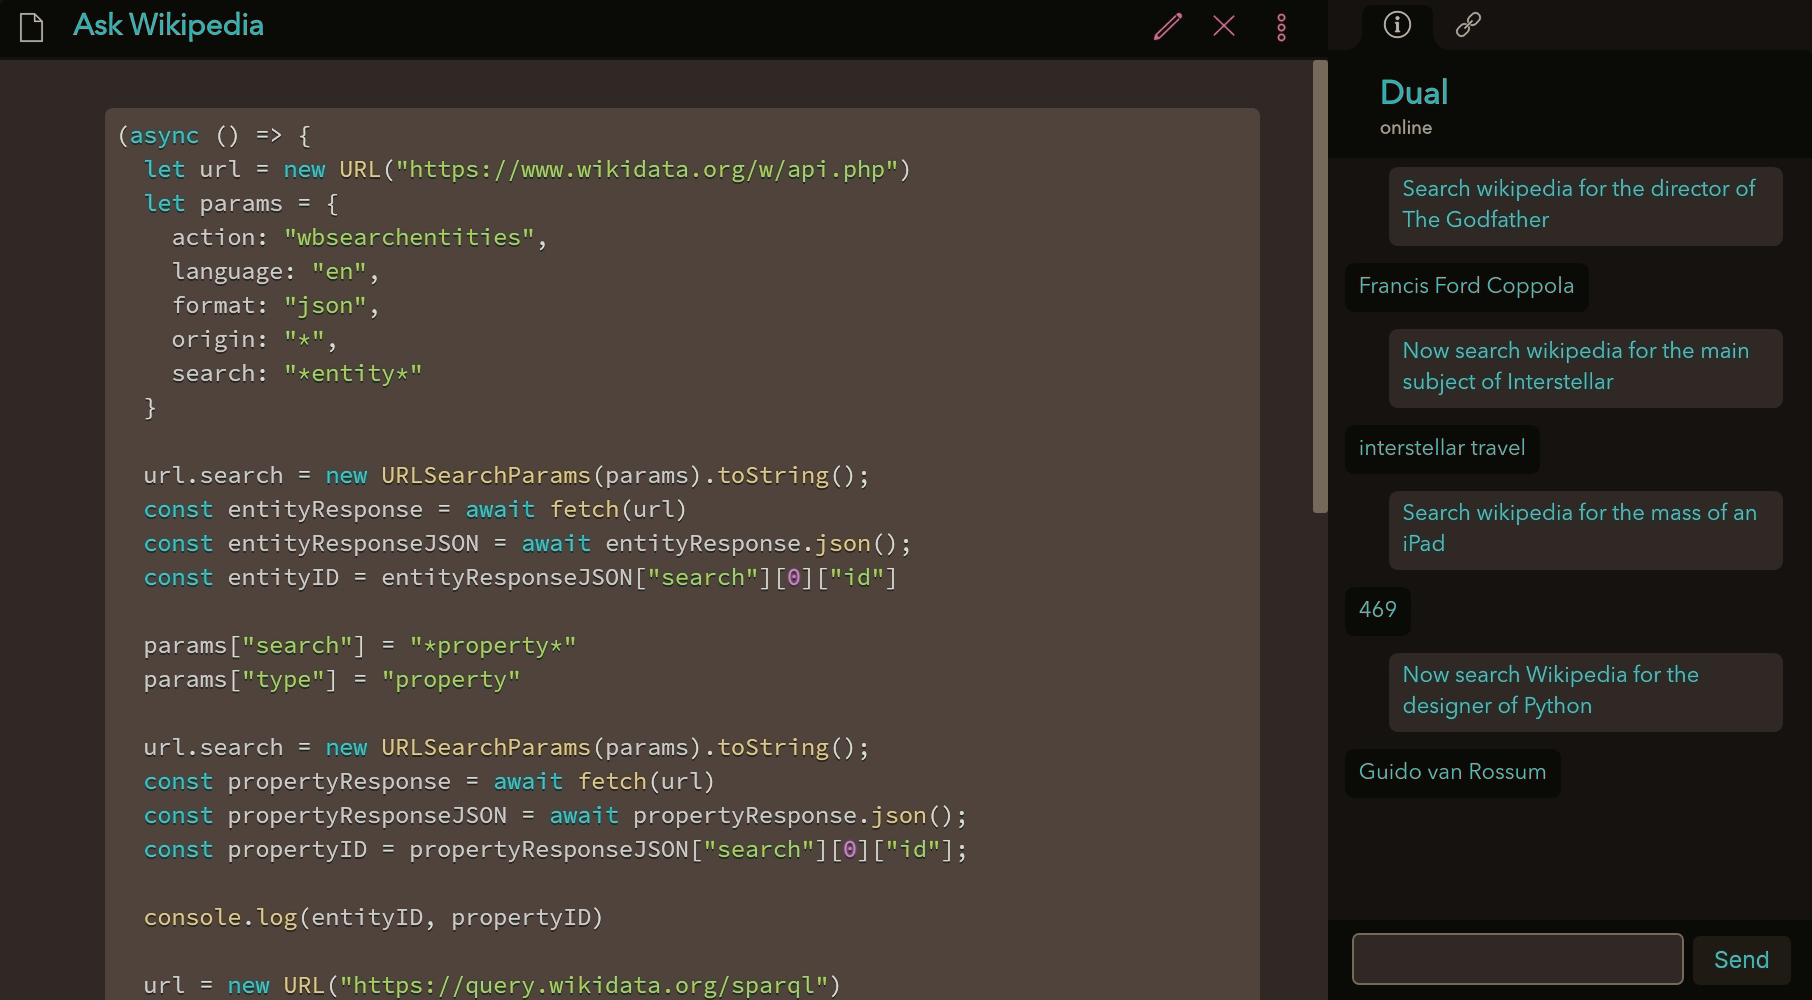 Ask Wikipedia
(async () => {
  let url = new URL("https://www.wikidata.org/w/api.php")
  let params = {
    action: "wbsearchentities",
    language: "en",
    format: "json",
    origin: "*",
    search: "*entity*"
  }
  url.search = new URLSearchParams(params).toString();
  const entityResponse = await fetch(url)
  const entityResponseJSON = await entityResponse.json();
  const entityID = entityResponseJSON["search"][0]["id"]
  params["search"] = "*property*"
  params["type"] = "property"
  url.search = new URLSearchParams(params).toString();
  const propertyResponse = await fetch(url)
  const propertyResponseJSON = await propertyResponse.json();
  const propertyID = propertyResponseJSON["search"][0]["id"];
  console.log(entityID, propertyID)
  url = new URL("https://query.wikidata.org/sparql")
Dual
online
Search wikipedia for the director of
The Godfather
Francis Ford Coppola
Now search wikipedia for the main
subject of Interstellar
interstellar travel
Search wikipedia for the mass of an
iPad
469
Now search Wikipedia for the
designer of Python
Guido van Rossum
Send